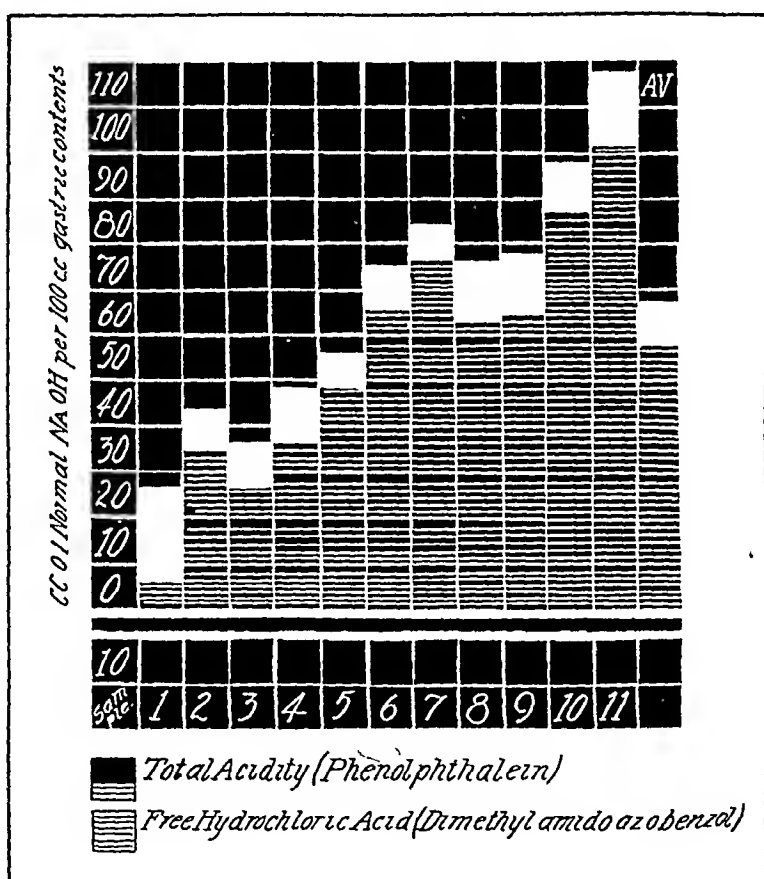 CC 0 1 Normal NA OH per 100 cc gastric contents
110 AV
100
90
80
70
60
50
40
30
20
10
0
10
Sam ple. 1 2 3 4 5 6 7 8 9 10 11
Total Acidity (Phenolphthalein)
Free Hydrochloric Acid (Dimethyl amido azobenzol)